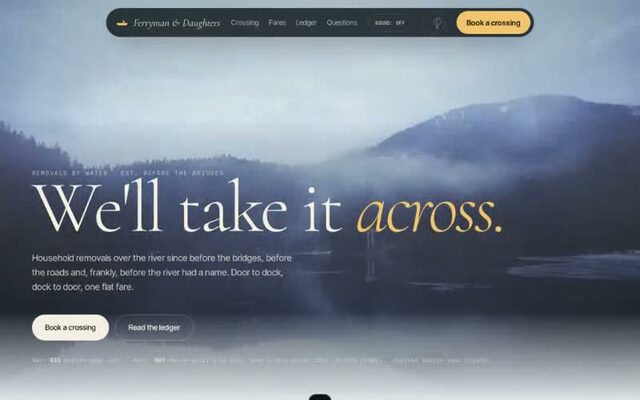 Ferryman & Daughters Crossing Fares Ledger Questions SOUND: OFF Book a crossing
REMOVALS BY WATER · EST. BEFORE THE BRIDGES
We'll take it across.
Household removals over the river since before the bridges, before
the roads and, frankly, before the river had a name. Door to dock,
dock to door, one flat fare.
Book a crossing Read the ledger